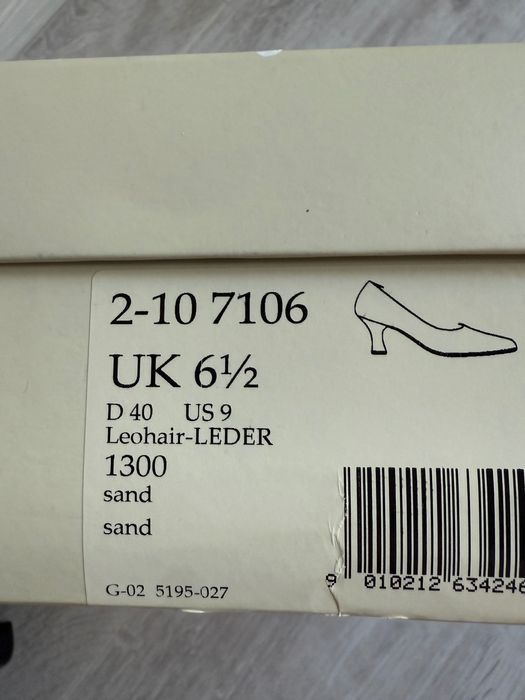 2-10 7106
UK 6½
D 40 US 9
Leohair-LEDER
1300
sand
sand
G-02 5195-027
9 010212 634246